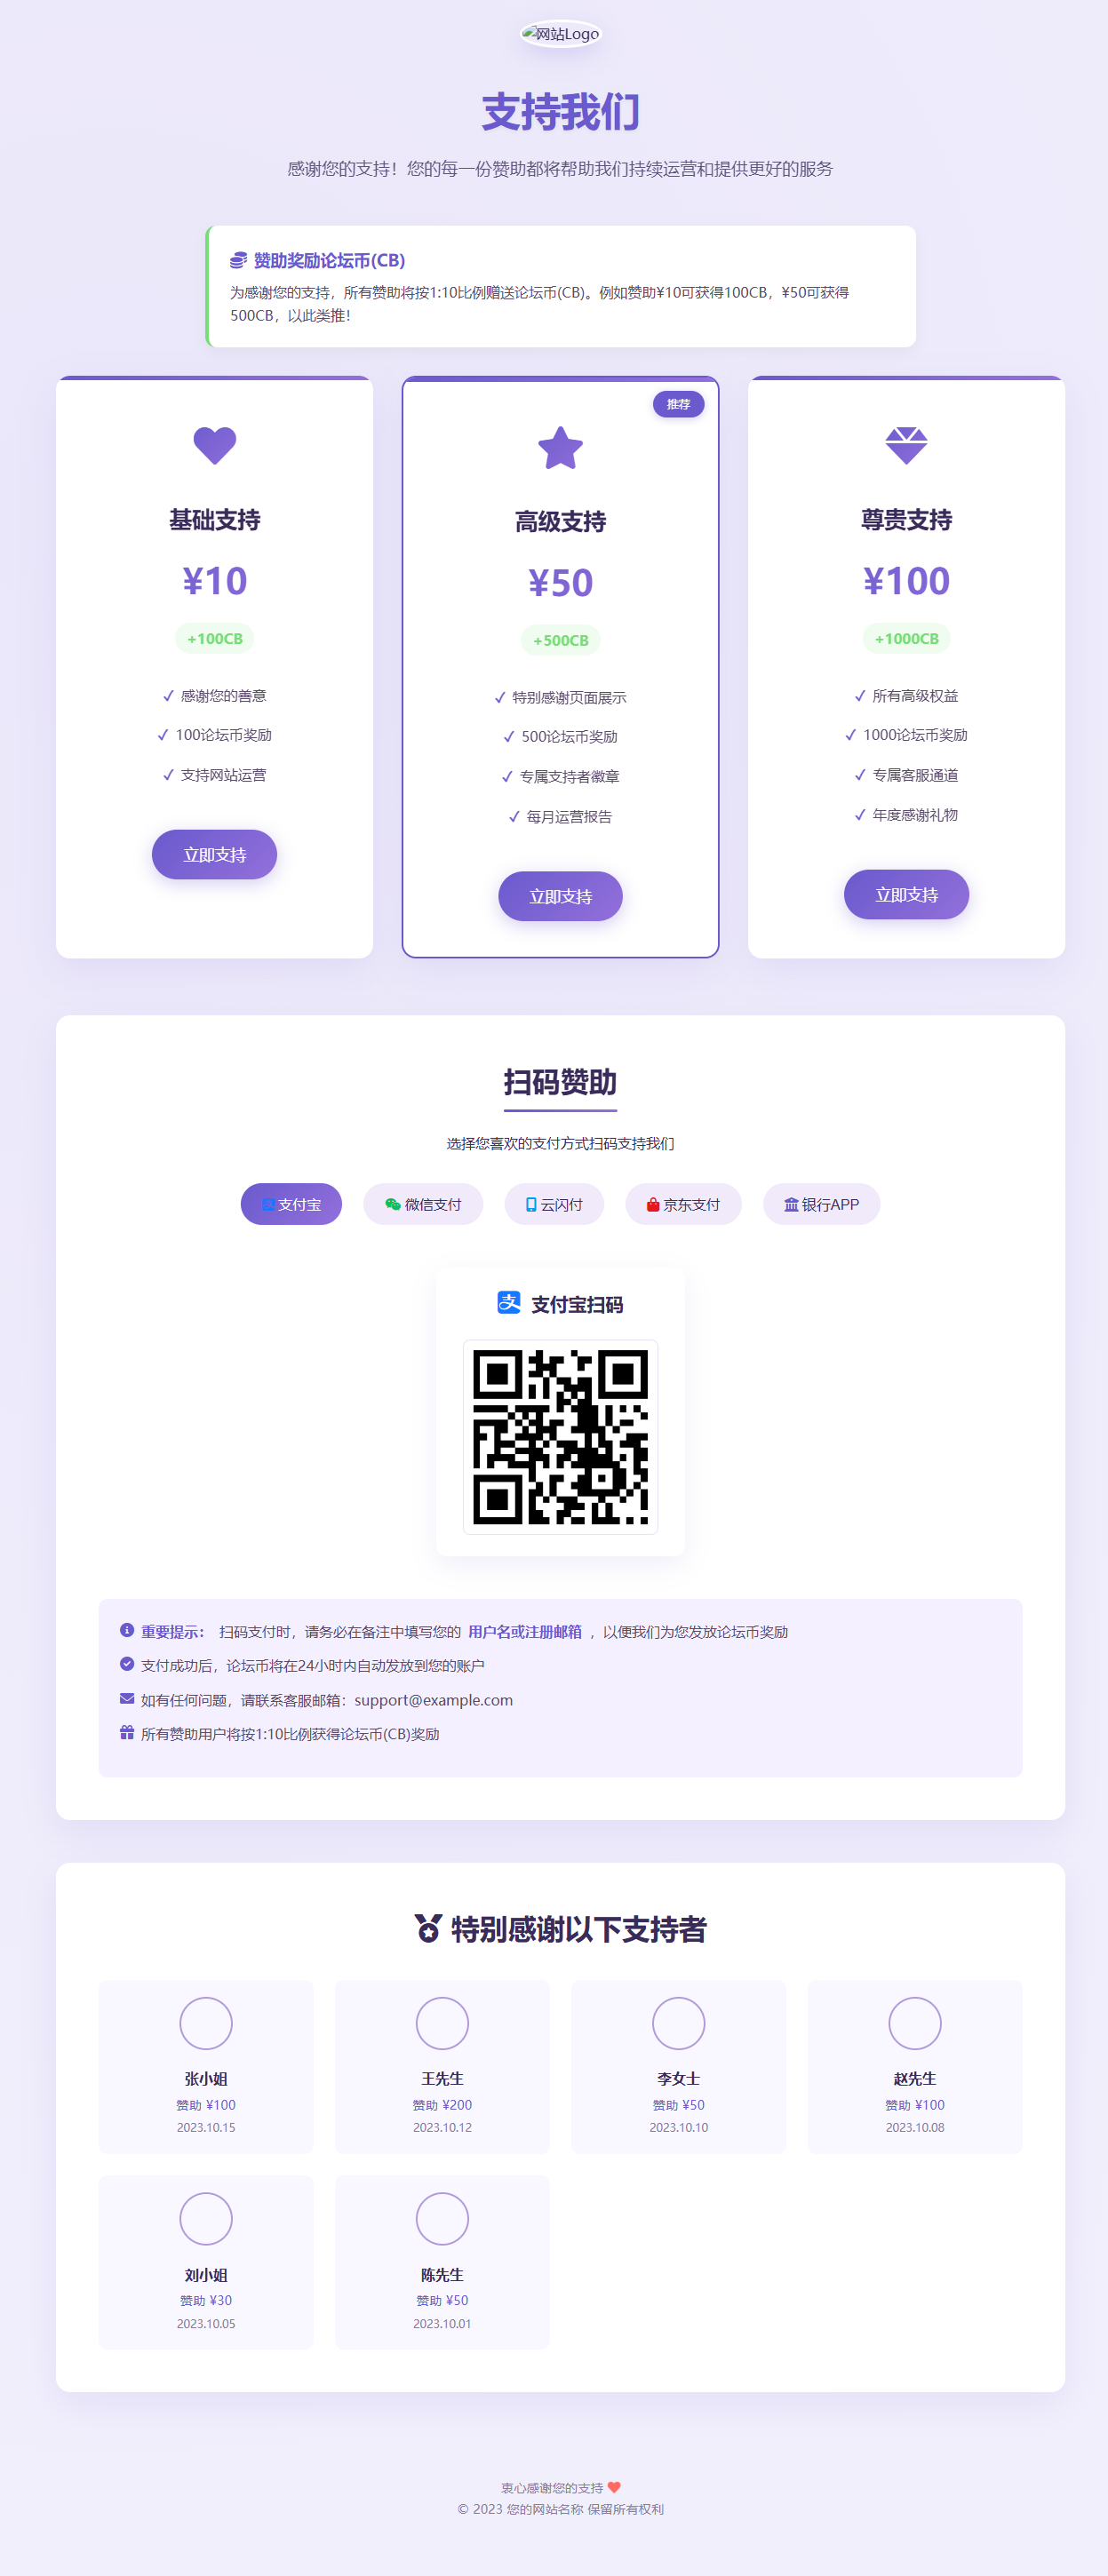 网站Logo
支持我们
感谢您的支持！您的每一份赞助都将帮助我们持续运营和提供更好的服务
赞助奖励论坛币(CB)
为感谢您的支持，所有赞助将按1:10比例赠送论坛币(CB)。例如赞助¥10可获得100CB，¥50可获得
500CB，以此类推！
基础支持
¥10
+100CB
感谢您的善意
100论坛币奖励
支持网站运营
立即支持
推荐
高级支持
¥50
+500CB
特别感谢页面展示
500论坛币奖励
专属支持者徽章
每月运营报告
立即支持
尊贵支持
¥100
+1000CB
所有高级权益
1000论坛币奖励
专属客服通道
年度感谢礼物
立即支持
扫码赞助
选择您喜欢的支付方式扫码支持我们
支付宝
微信支付
云闪付
京东支付
银行APP
支 支付宝扫码
重要提示： 扫码支付时，请务必在备注中填写您的 用户名或注册邮箱 ，以便我们为您发放论坛币奖励
支付成功后，论坛币将在24小时内自动发放到您的账户
如有任何问题，请联系客服邮箱：support@example.com
所有赞助用户将按1:10比例获得论坛币(CB)奖励
特别感谢以下支持者
张小姐
赞助 ¥100
2023.10.15
王先生
赞助 ¥200
2023.10.12
李女士
赞助 ¥50
2023.10.10
赵先生
赞助 ¥100
2023.10.08
刘小姐
赞助 ¥30
2023.10.05
陈先生
赞助 ¥50
2023.10.01
衷心感谢您的支持
© 2023 您的网站名称 保留所有权利